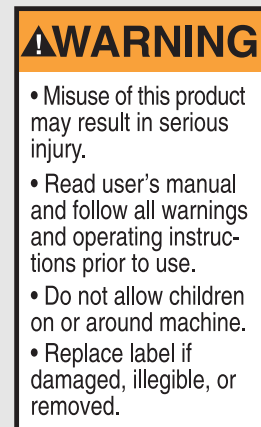 WARNING
• Misuse of this product
may result in serious
injury.
• Read user's manual
and follow all warnings
and operating instruc-
tions prior to use.
• Do not allow children
on or around machine.
• Replace label if
damaged, illegible, or
removed.